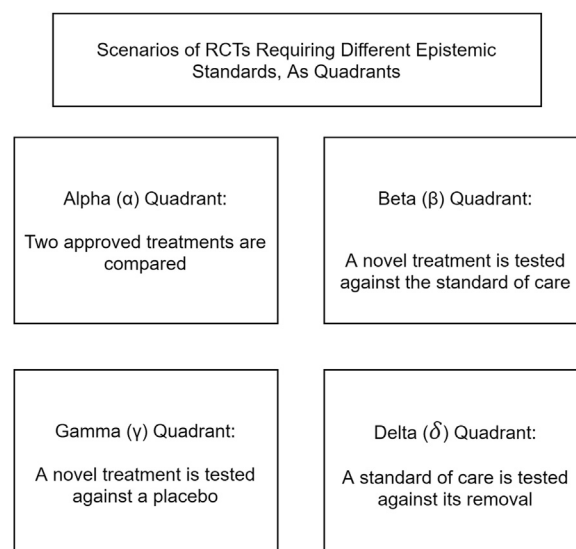 Scenarios of RCTs Requiring Different Epistemic
Standards, As Quadrants
Alpha (α) Quadrant:
Two approved treatments are
compared
Beta (β) Quadrant:
A novel treatment is tested
against the standard of care
Gamma (γ) Quadrant:
A novel treatment is tested
against a placebo
Delta (δ) Quadrant:
A standard of care is tested
against its removal